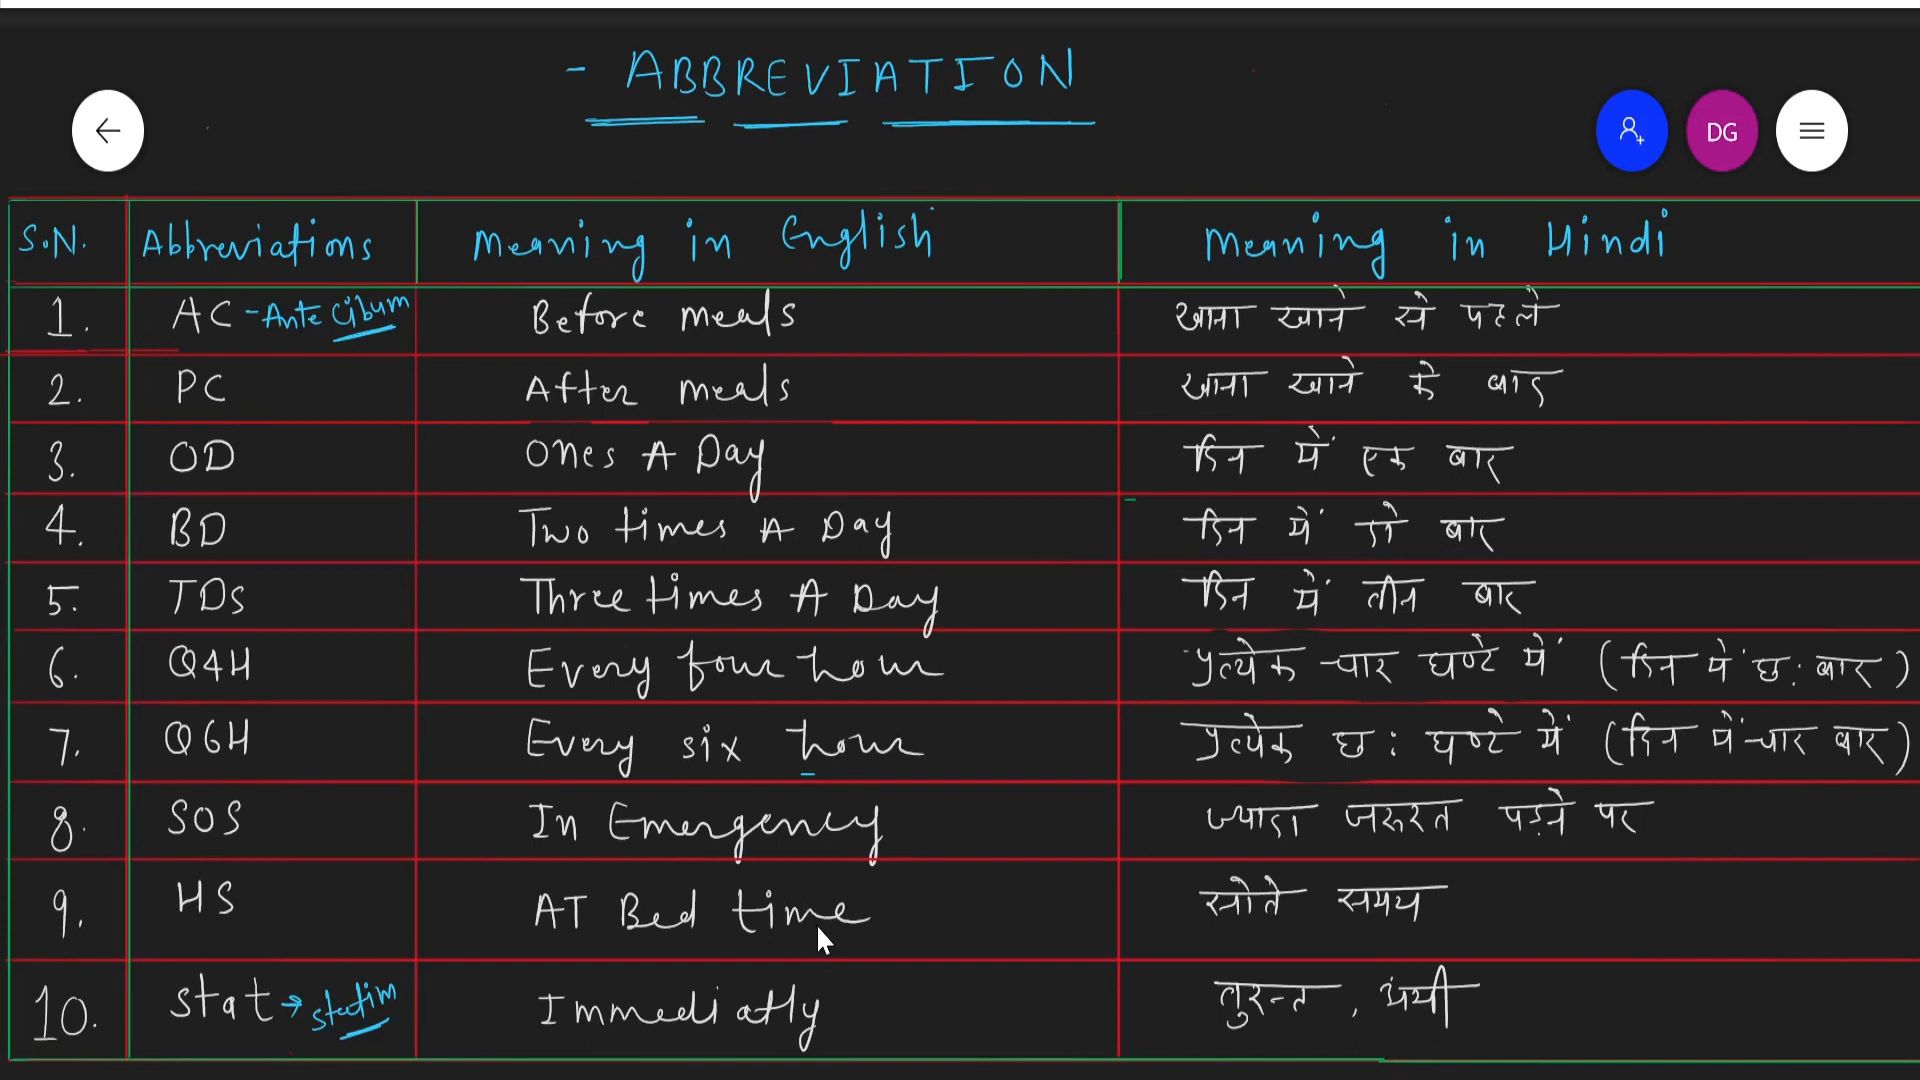 - ABBREVIATION
DG
S.N. Abbreviations Meaning in English Meaning in Hindi
1. AC - Ante Cibum Before meals खाना खाने से पहले
2. PC After meals खाना खाने के बाद
3. OD Ones A Day दिन में एक बार
4. BD Two times A Day दिन में दो बार
5. TDs Three times A Day दिन में तीन बार
6. Q4H Every four hour प्रत्येक चार घण्टे में (दिन में छ: बार)
7. Q6H Every six hour प्रत्येक छ: घण्टे में (दिन में चार बार)
8. SOS In Emergency ज्यादा जरूरत पड़ने पर
9. HS AT Bed time सोते समय
10. stat → statim Immediatly तुरन्त, अभी